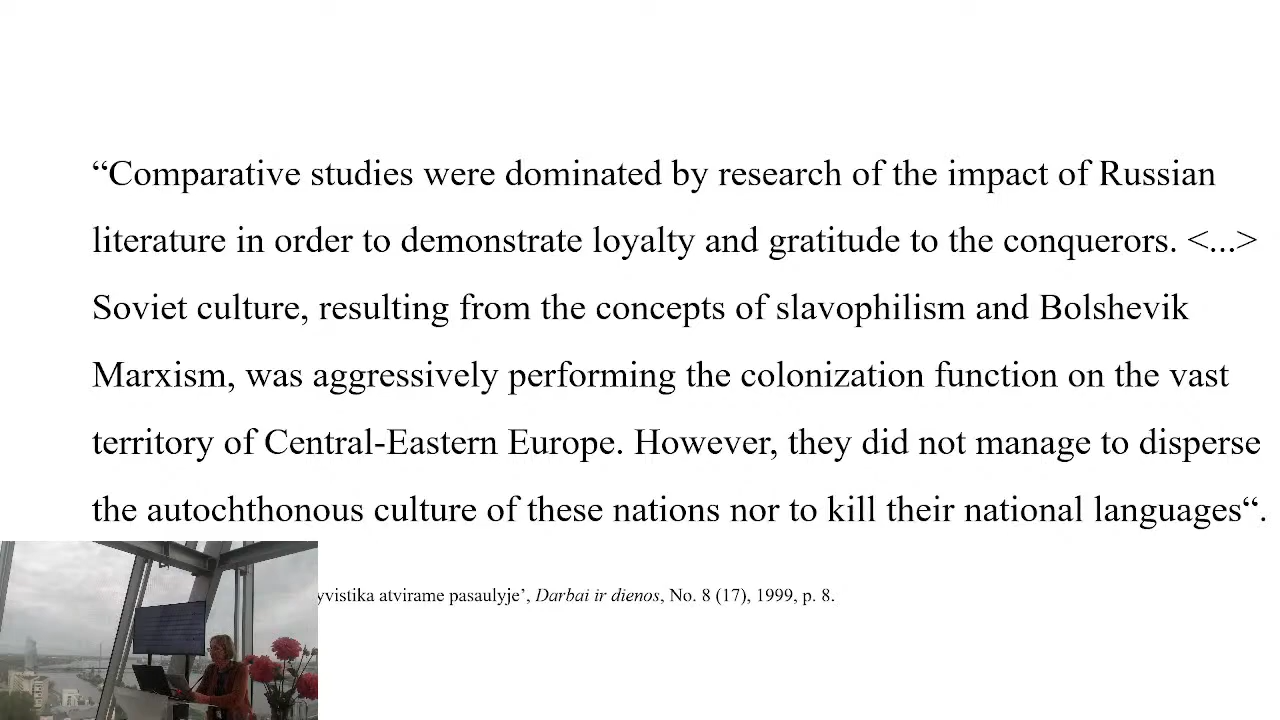 “Comparative studies were dominated by research of the impact of Russian
literature in order to demonstrate loyalty and gratitude to the conquerors. <...>
Soviet culture, resulting from the concepts of slavophilism and Bolshevik
Marxism, was aggressively performing the colonization function on the vast
territory of Central-Eastern Europe. However, they did not manage to disperse
the autochthonous culture of these nations nor to kill their national languages“.
yvistika atvirame pasaulyje’, Darbai ir dienos, No. 8 (17), 1999, p. 8.